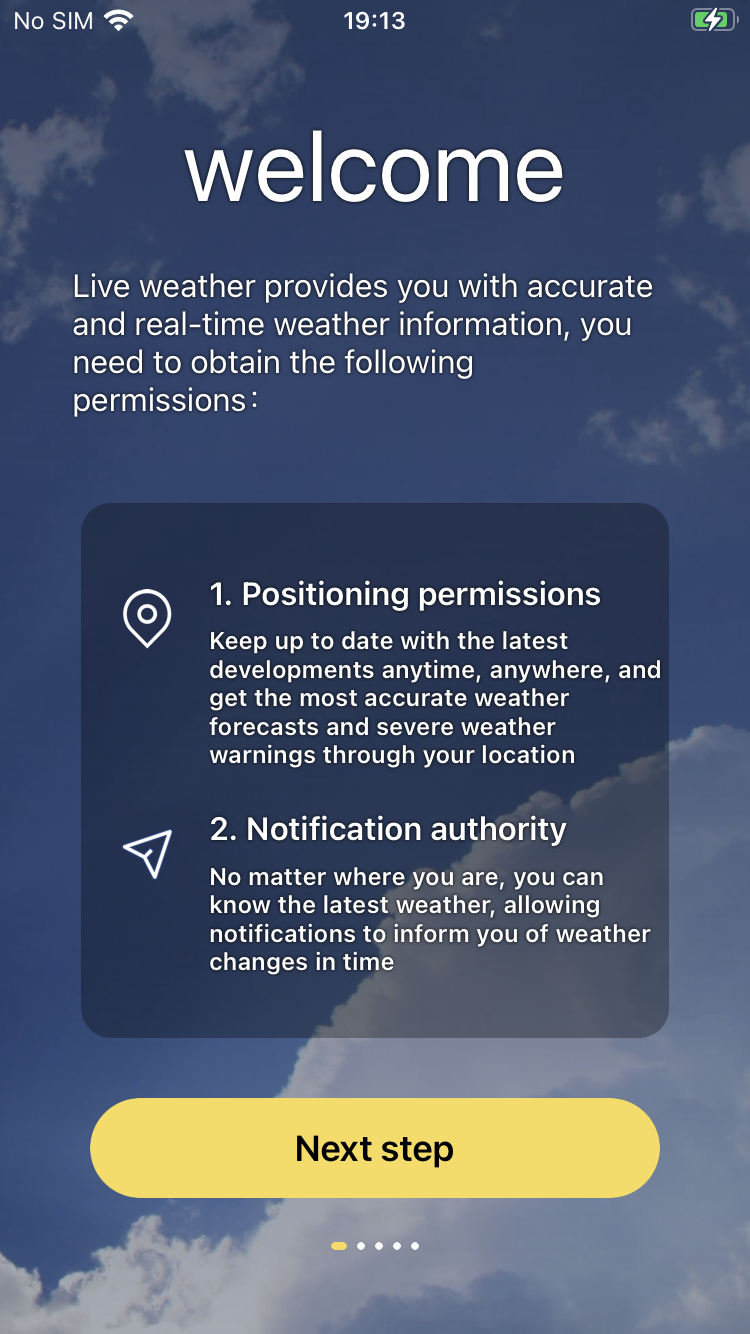 No SIM 19:13
welcome
Live weather provides you with accurate
and real-time weather information, you
need to obtain the following
permissions：
1. Positioning permissions
Keep up to date with the latest
developments anytime, anywhere, and
get the most accurate weather
forecasts and severe weather
warnings through your location
2. Notification authority
No matter where you are, you can
know the latest weather, allowing
notifications to inform you of weather
changes in time
Next step